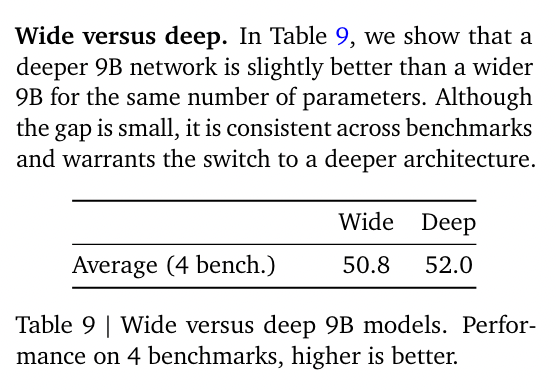 Wide versus deep. In Table 9, we show that a
deeper 9B network is slightly better than a wider
9B for the same number of parameters. Although
the gap is small, it is consistent across benchmarks
and warrants the switch to a deeper architecture.
Wide Deep
Average (4 bench.) 50.8 52.0
Table 9 | Wide versus deep 9B models. Perfor-
mance on 4 benchmarks, higher is better.